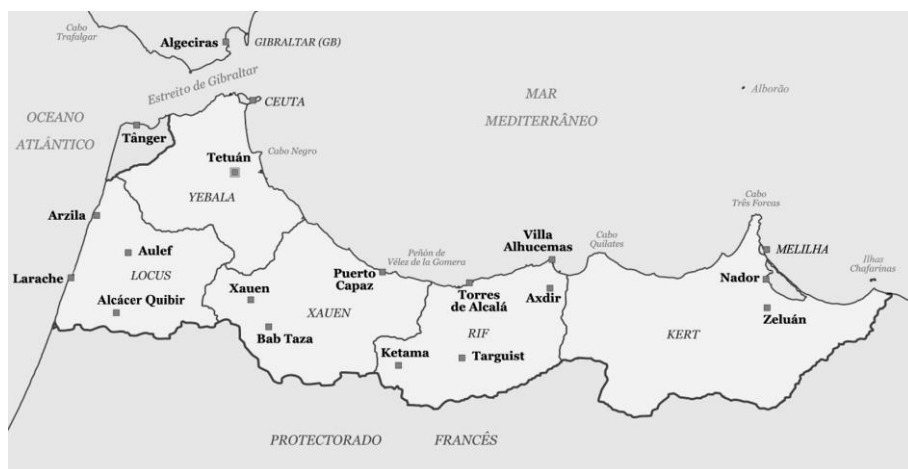 Cabo
Trafalgar
Algeciras
GIBRALTAR (GB)
Estreito de Gibraltar
CEUTA
MAR
MEDITERRÂNEO
Alborão
OCEANO
ATLÂNTICO
Tânger
Tetuán
Cabo Negro
YEBALA
Arzila
Aulef
LOCUS
Larache
Alcácer Quibir
Xauen
XAUEN
Bab Taza
Puerto
Capaz
Peñón de
Vélez de la Gomera
Torres
de Alcalá
Villa
Alhucemas
Axdir
Cabo
Quilates
RIF
Ketama
Targuist
KERT
Cabo
Três Forcas
MELILHA
Nador
Zeluán
Ilhas
Chafarinas
PROTECTORADO FRANCÊS